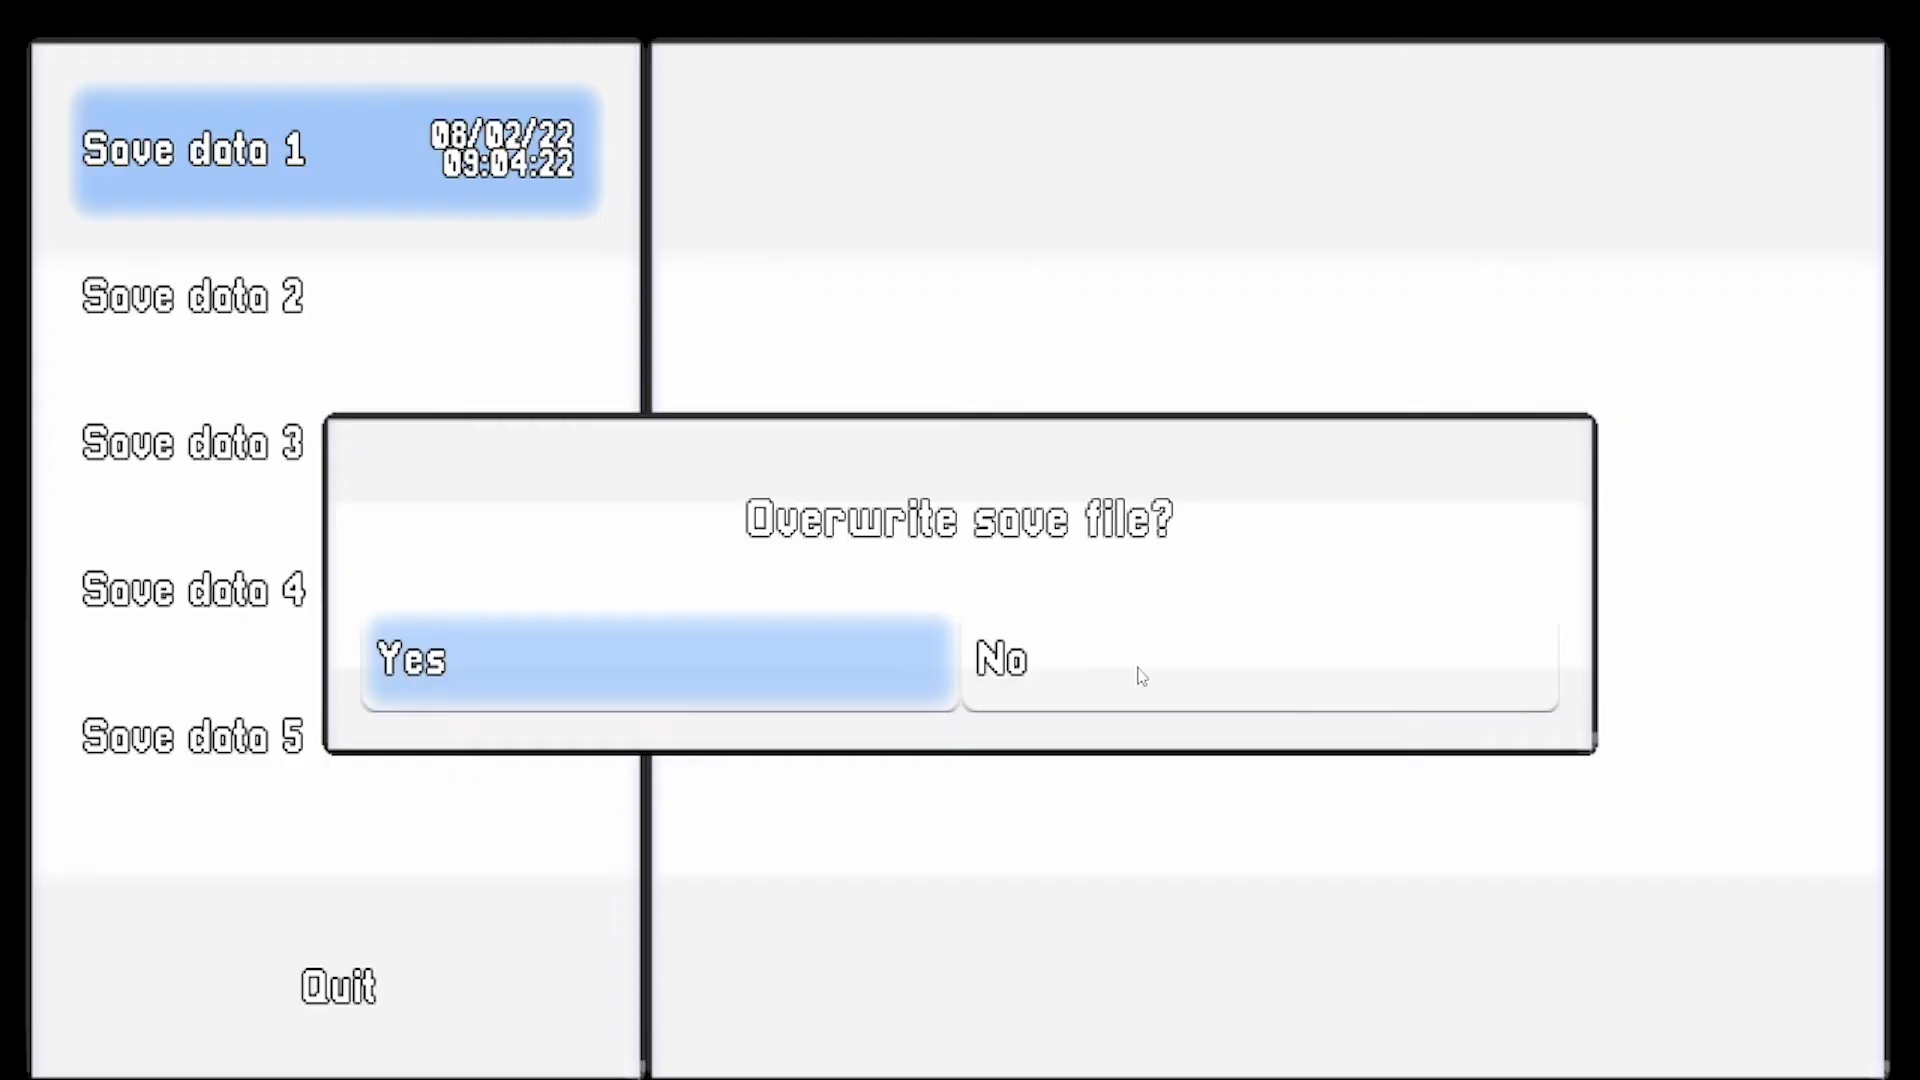 Save data 1
08/02/22
09:04:22
Save data 2
Save data 3
Save data 4
Save data 5
Overwrite save file?
Yes
No
Quit